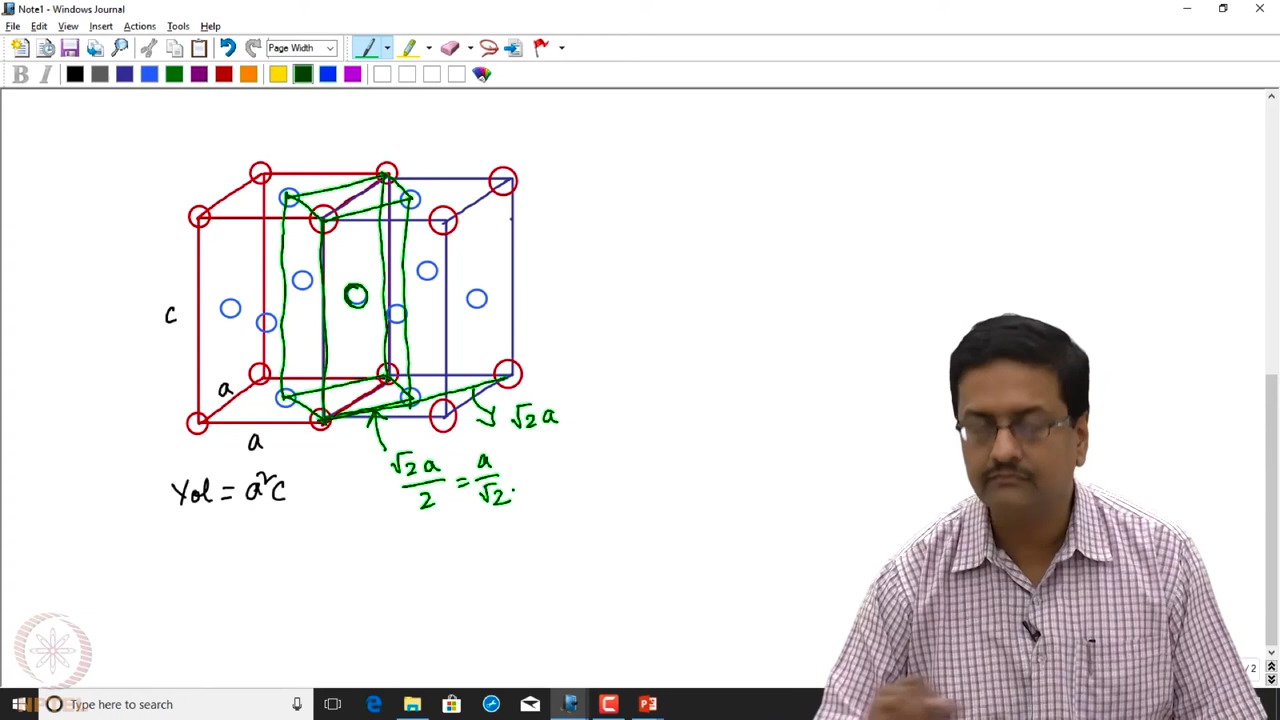 Note1 - Windows Journal
File Edit View Insert Actions Tools Help
Page Width
B I
c
a
a
√2 a
√2 a / 2 = a / √2
Vol = a²c
/ 2
Type here to search